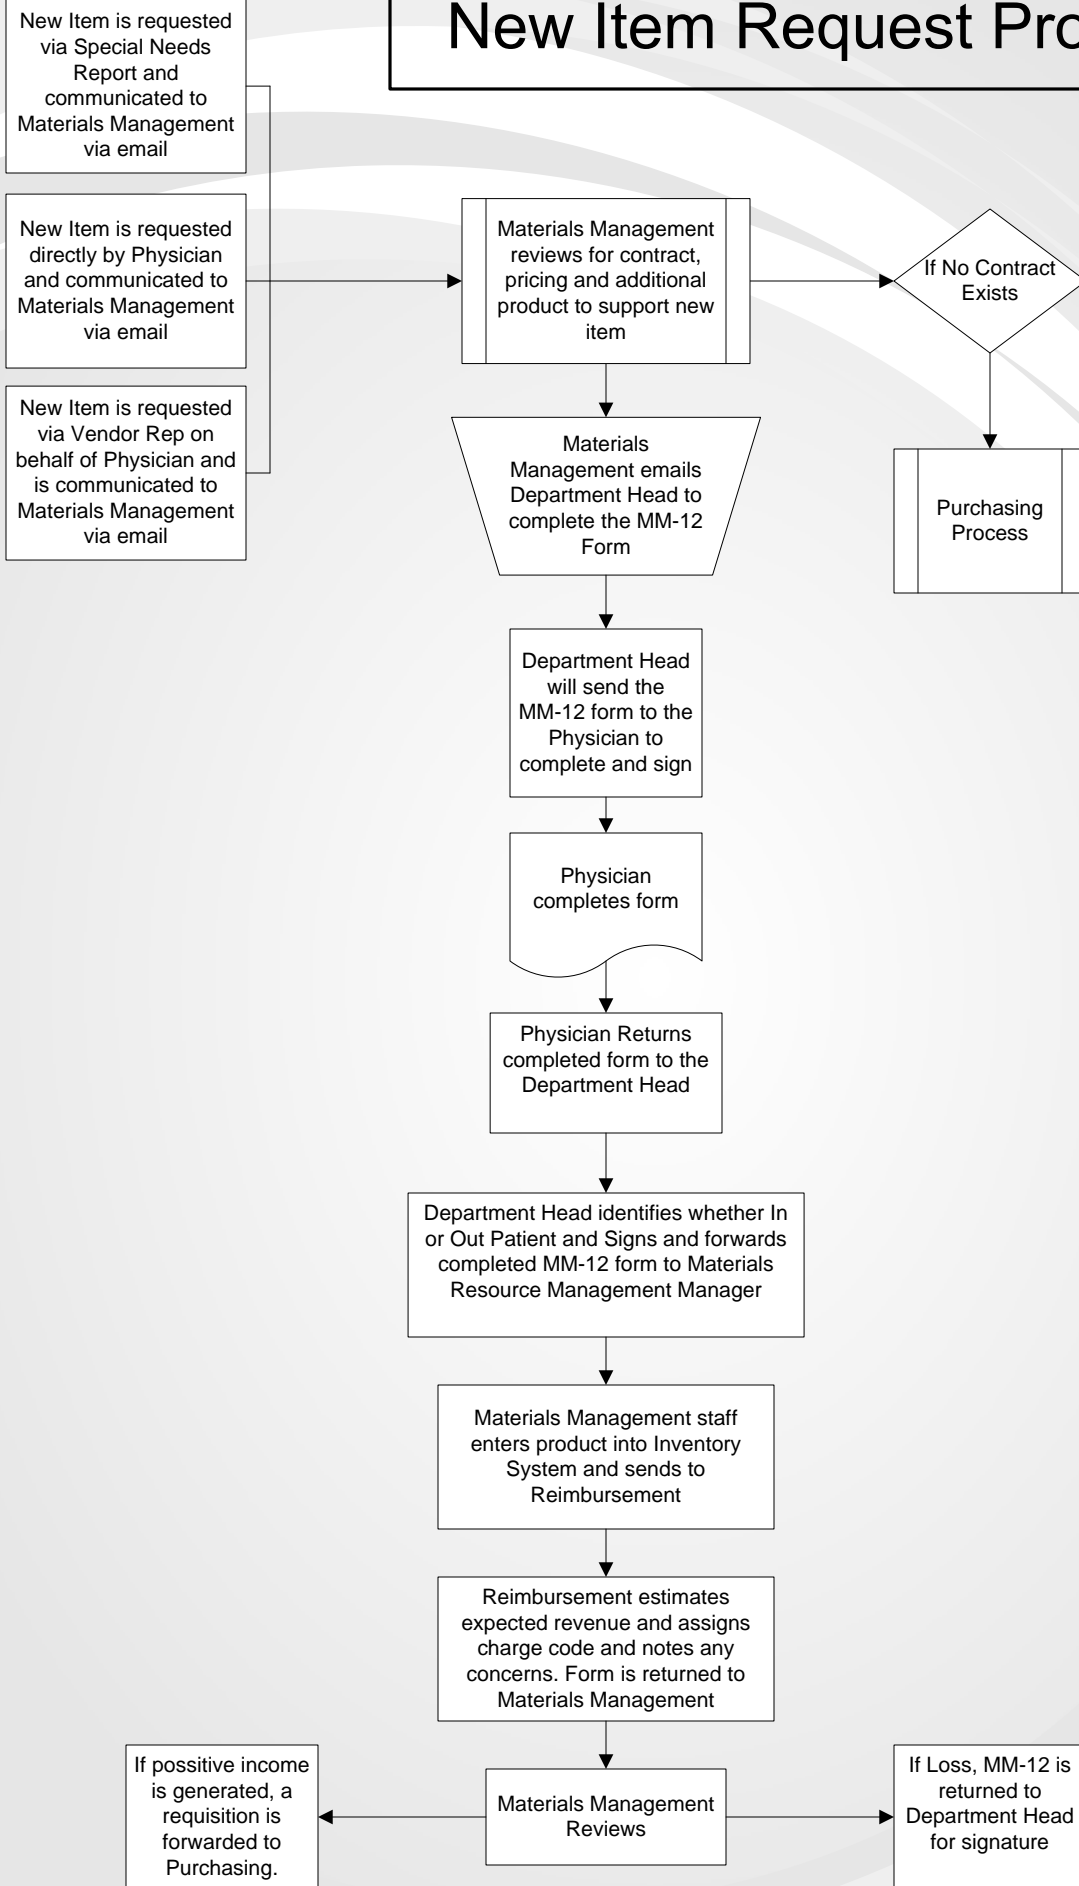 New Item Request Pro
New Item is requested
via Special Needs
Report and
communicated to
Materials Management
via email
New Item is requested
directly by Physician
and communicated to
Materials Management
via email
New Item is requested
via Vendor Rep on
behalf of Physician and
is communicated to
Materials Management
via email
Materials Management
reviews for contract,
pricing and additional
product to support new
item
If No Contract
Exists
Purchasing
Process
Materials
Management emails
Department Head to
complete the MM-12
Form
Department Head
will send the
MM-12 form to the
Physician to
complete and sign
Physician
completes form
Physician Returns
completed form to the
Department Head
Department Head identifies whether In
or Out Patient and Signs and forwards
completed MM-12 form to Materials
Resource Management Manager
Materials Management staff
enters product into Inventory
System and sends to
Reimbursement
Reimbursement estimates
expected revenue and assigns
charge code and notes any
concerns. Form is returned to
Materials Management
Materials Management
Reviews
If possitive income
is generated, a
requisition is
forwarded to
Purchasing.
If Loss, MM-12 is
returned to
Department Head
for signature